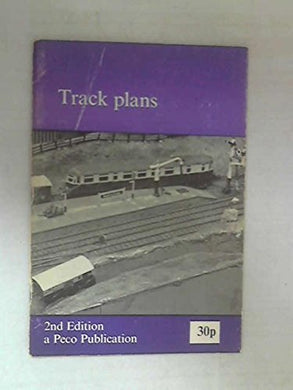 Track plans
2nd Edition
a Peco Publication
30p